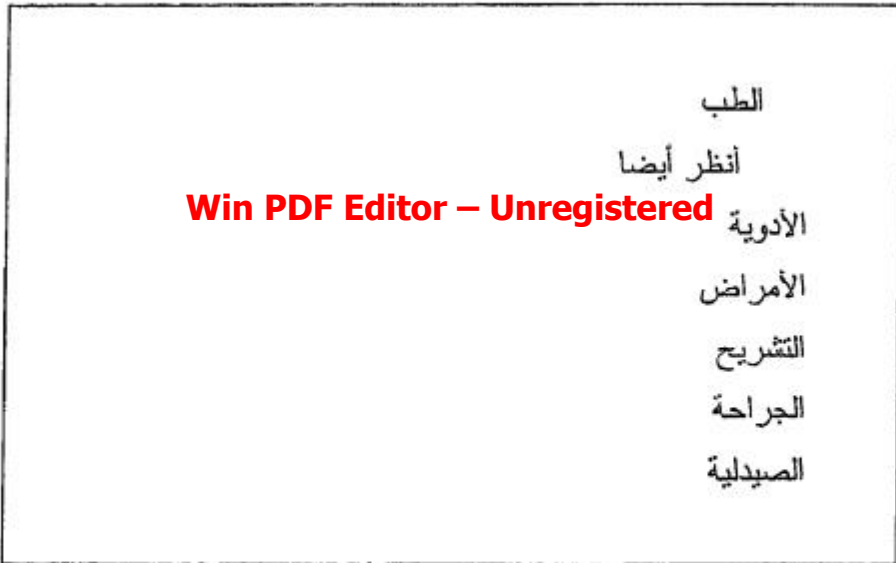 الطب
أنظر أيضا
Win PDF Editor – Unregistered
الأدوية
الأمراض
التشريح
الجراحة
الصيدلية